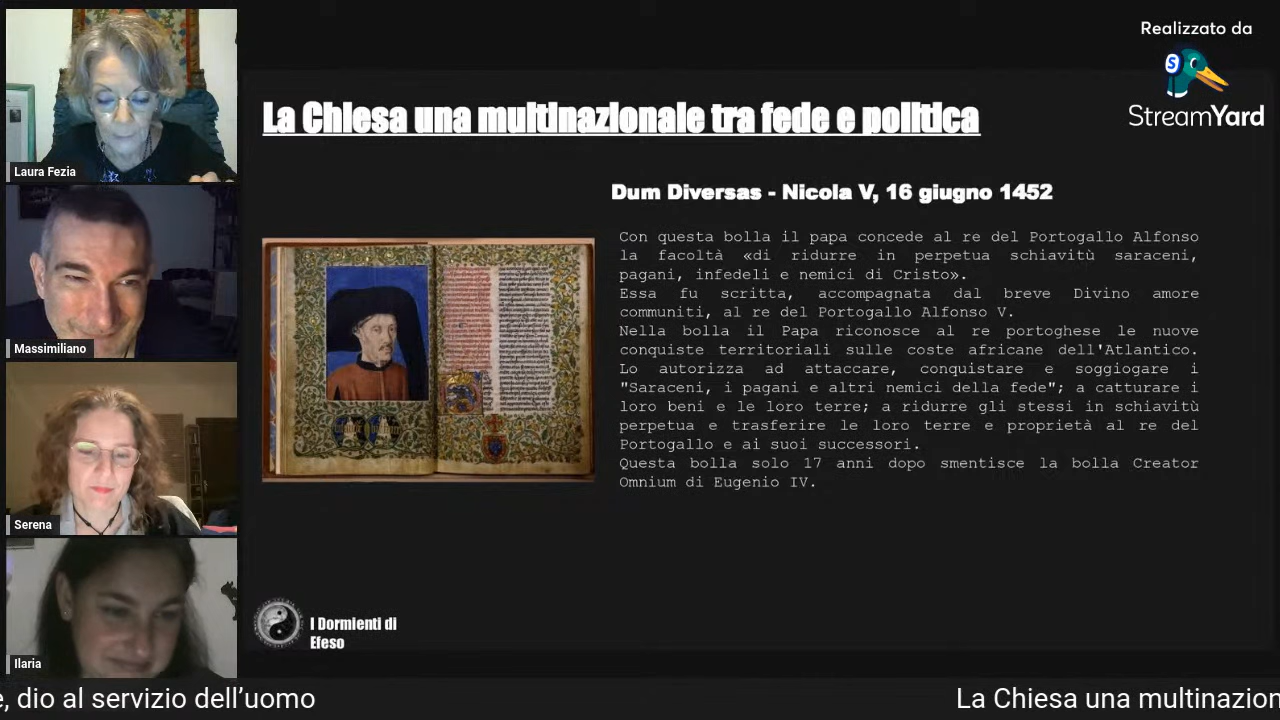 Realizzato da
StreamYard
Laura Fezia
Massimiliano
Serena
Ilaria
La Chiesa una multinazionale tra fede e politica
Dum Diversas - Nicola V, 16 giugno 1452
Con questa bolla il papa concede al re del Portogallo Alfonso
la facoltà «di ridurre in perpetua schiavitù saraceni,
pagani, infedeli e nemici di Cristo».
Essa fu scritta, accompagnata dal breve Divino amor
communiti, al re del Portogallo Alfonso V.
Nella bolla il Papa riconosce al re portoghese le nuove
conquiste territoriali sulle coste africane dell'Atlantico.
Lo autorizza ad attaccare, conquistare e soggiogare i
"Saraceni, i pagani e altri nemici della fede"; a catturare i
loro beni e le loro terre; a ridurre gli stessi in schiavitù
perpetua e trasferire le loro terre e proprietà al re del
Portogallo e ai suoi successori.
Questa bolla solo 17 anni dopo smentisce la bolla Creator
Omnium di Eugenio IV.
I Dormienti di
Efeso
e, dio al servizio dell'uomo
La Chiesa una multinazion